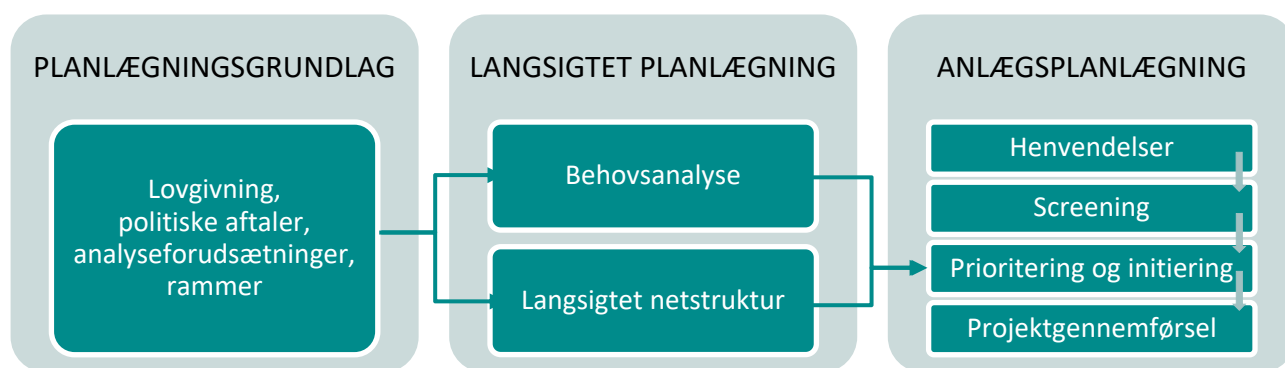 PLANLÆGNINGSGRUNDLAG
Lovgivning,
politiske aftaler,
analyseforudsætninger,
rammer
LANGSIGTET PLANLÆGNING
Behovsanalyse
Langsigtet netstruktur
ANLÆGSPLANLÆGNING
Henvendelser
Screening
Prioritering og initiering
Projektgennemførsel